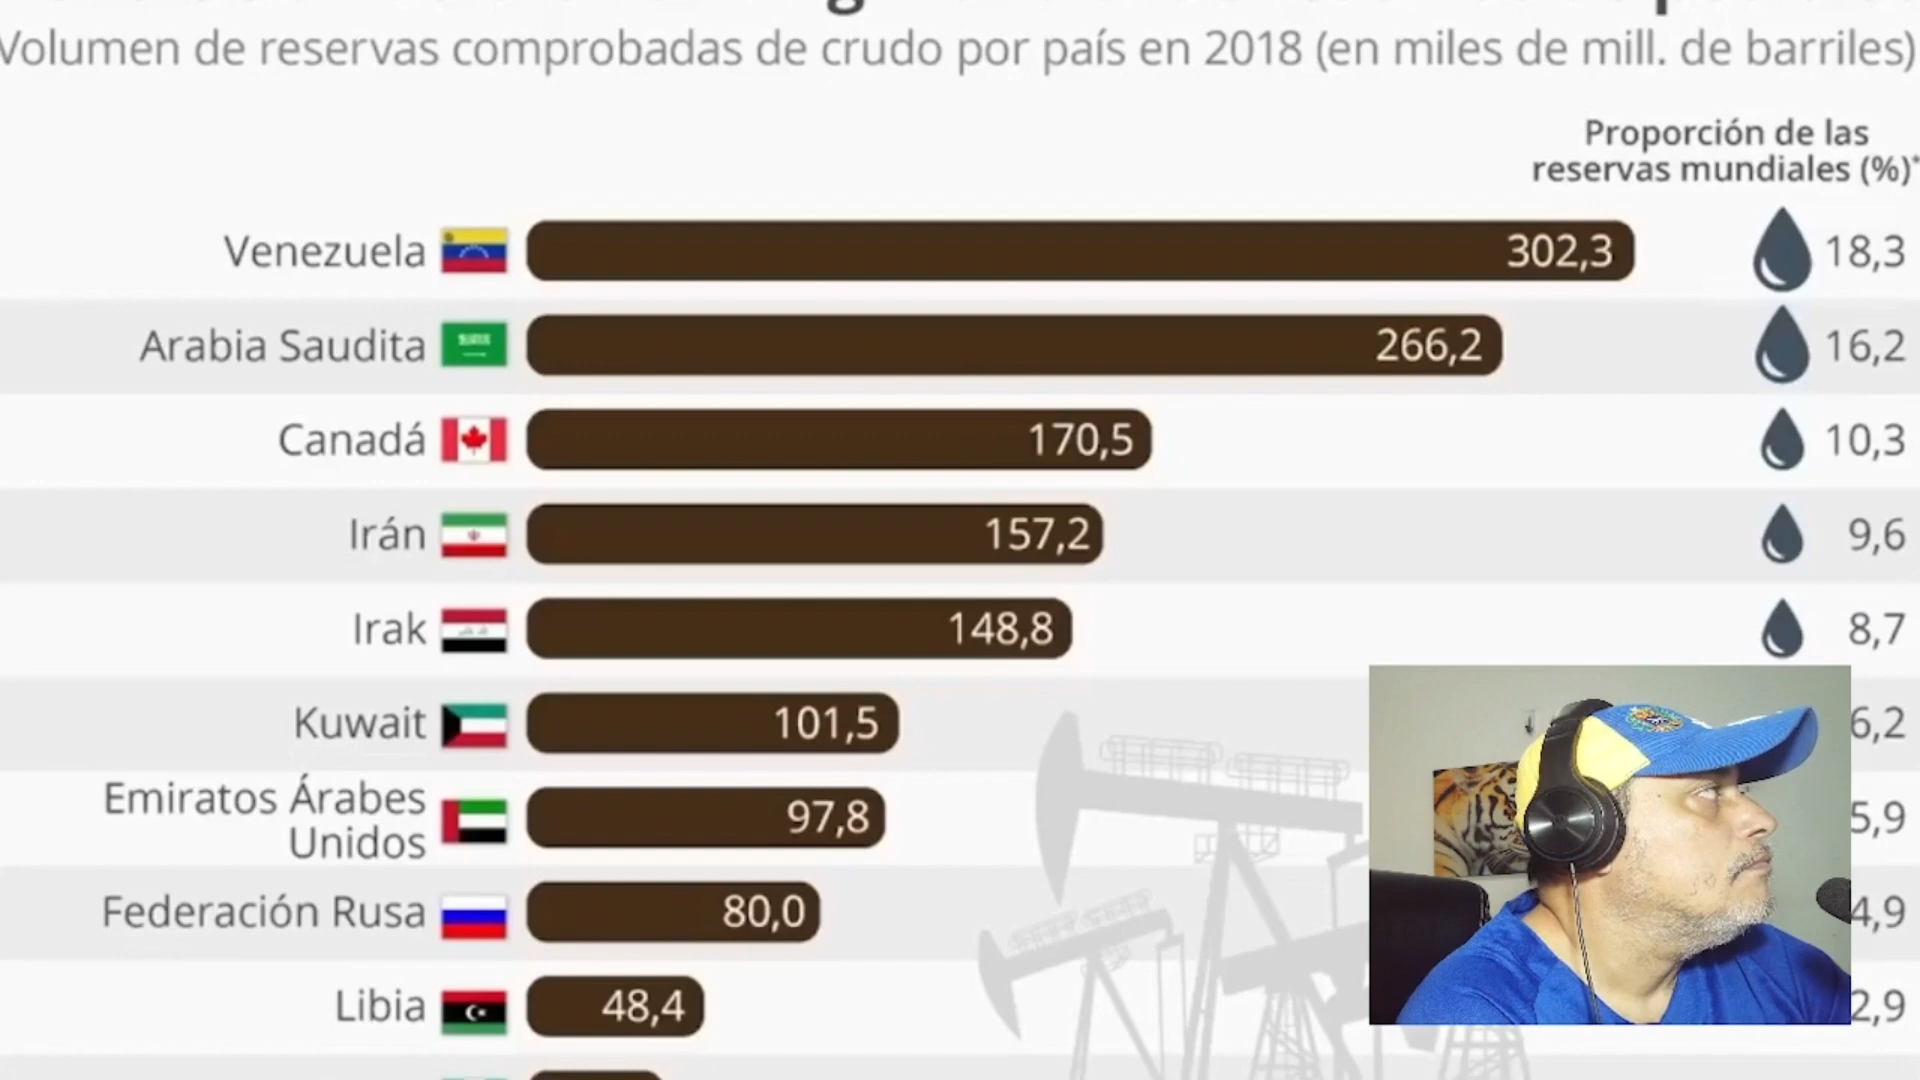 Volumen de reservas comprobadas de crudo por país en 2018 (en miles de mill. de barriles)
Proporción de las
reservas mundiales (%)*
Venezuela 302,3 18,3
Arabia Saudita 266,2 16,2
Canadá 170,5 10,3
Irán 157,2 9,6
Irak 148,8 8,7
Kuwait 101,5 6,2
Emiratos Árabes
Unidos 97,8 5,9
Federación Rusa 80,0 4,9
Libia 48,4 2,9